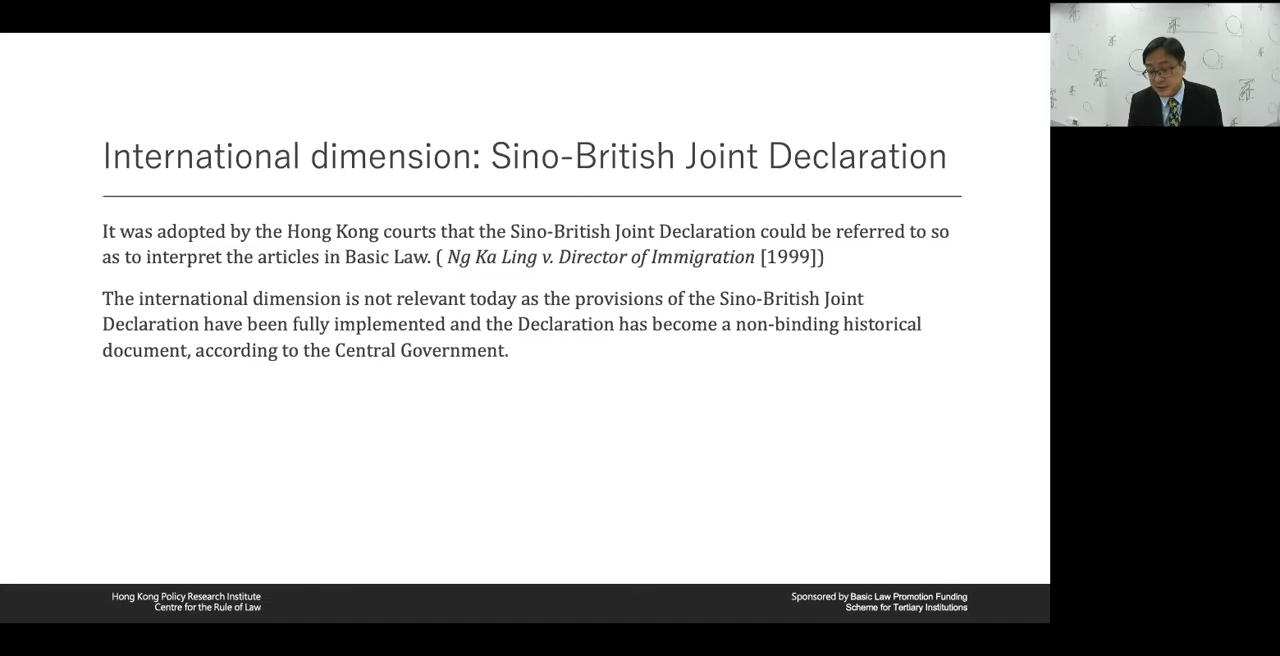 International dimension: Sino-British Joint Declaration
It was adopted by the Hong Kong courts that the Sino-British Joint Declaration could be referred to so
as to interpret the articles in Basic Law. ( Ng Ka Ling v. Director of Immigration [1999])
The international dimension is not relevant today as the provisions of the Sino-British Joint
Declaration have been fully implemented and the Declaration has become a non-binding historical
document, according to the Central Government.
Hong Kong Policy Research Institute
Centre for the Rule of Law
Sponsored by Basic Law Promotion Funding
Scheme for Tertiary Institutions